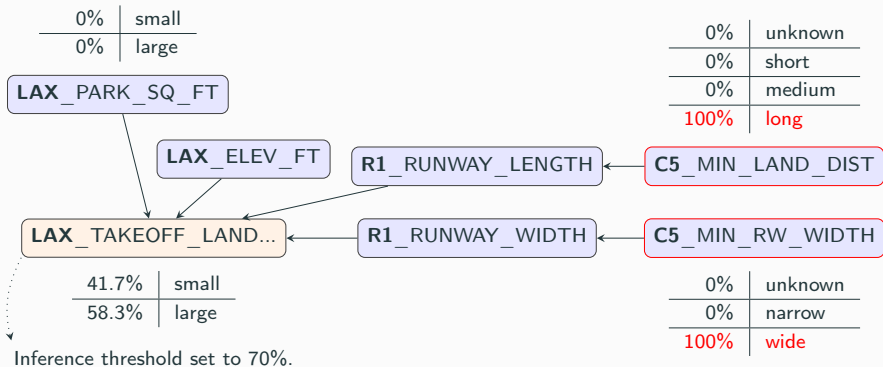 0% small
0% large
LAX_PARK_SQ_FT
0% unknown
0% short
0% medium
100% long
LAX_ELEV_FT
R1_RUNWAY_LENGTH
C5_MIN_LAND_DIST
LAX_TAKEOFF_LAND...
R1_RUNWAY_WIDTH
C5_MIN_RW_WIDTH
41.7% small
58.3% large
0% unknown
0% narrow
100% wide
Inference threshold set to 70%.